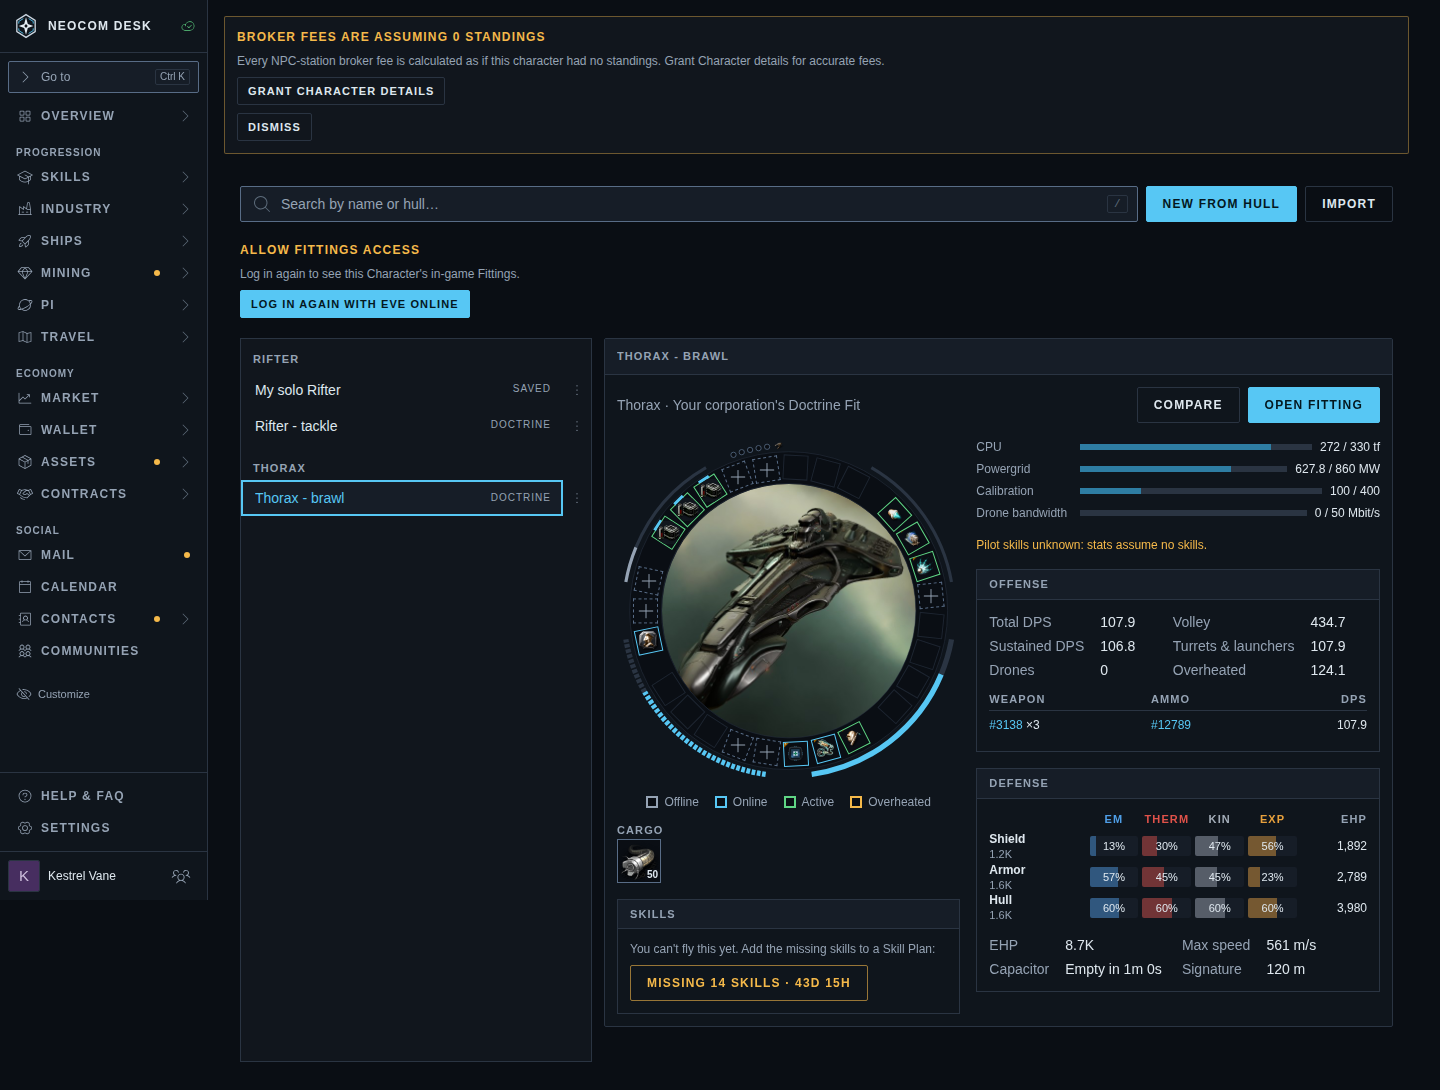 NEOCOM DESK
Go to
Ctrl K
OVERVIEW
PROGRESSION
SKILLS
INDUSTRY
SHIPS
MINING
PI
TRAVEL
ECONOMY
MARKET
WALLET
ASSETS
CONTRACTS
SOCIAL
MAIL
CALENDAR
CONTACTS
COMMUNITIES
Customize
HELP & FAQ
SETTINGS
K
Kestrel Vane
BROKER FEES ARE ASSUMING 0 STANDINGS
Every NPC-station broker fee is calculated as if this character had no standings. Grant Character details for accurate fees.
GRANT CHARACTER DETAILS
DISMISS
Search by name or hull…
/
NEW FROM HULL
IMPORT
ALLOW FITTINGS ACCESS
Log in again to see this Character's in-game Fittings.
LOG IN AGAIN WITH EVE ONLINE
RIFTER
My solo Rifter SAVED
Rifter - tackle DOCTRINE
THORAX
Thorax - brawl DOCTRINE
THORAX - BRAWL
Thorax · Your corporation's Doctrine Fit
COMPARE
OPEN FITTING
Offline Online Active Overheated
CARGO
50
SKILLS
You can't fly this yet. Add the missing skills to a Skill Plan:
MISSING 14 SKILLS · 43D 15H
CPU 272 / 330 tf
Powergrid 627.8 / 860 MW
Calibration 100 / 400
Drone bandwidth 0 / 50 Mbit/s
Pilot skills unknown: stats assume no skills.
OFFENSE
Total DPS 107.9 Volley 434.7
Sustained DPS 106.8 Turrets & launchers 107.9
Drones 0 Overheated 124.1
WEAPON AMMO DPS
#3138 ×3 #12789 107.9
DEFENSE
EM THERM KIN EXP EHP
Shield
1.2K
13% 30% 47% 56% 1,892
Armor
1.6K
57% 45% 45% 23% 2,789
Hull
1.6K
60% 60% 60% 60% 3,980
EHP 8.7K Max speed 561 m/s
Capacitor Empty in 1m 0s Signature 120 m